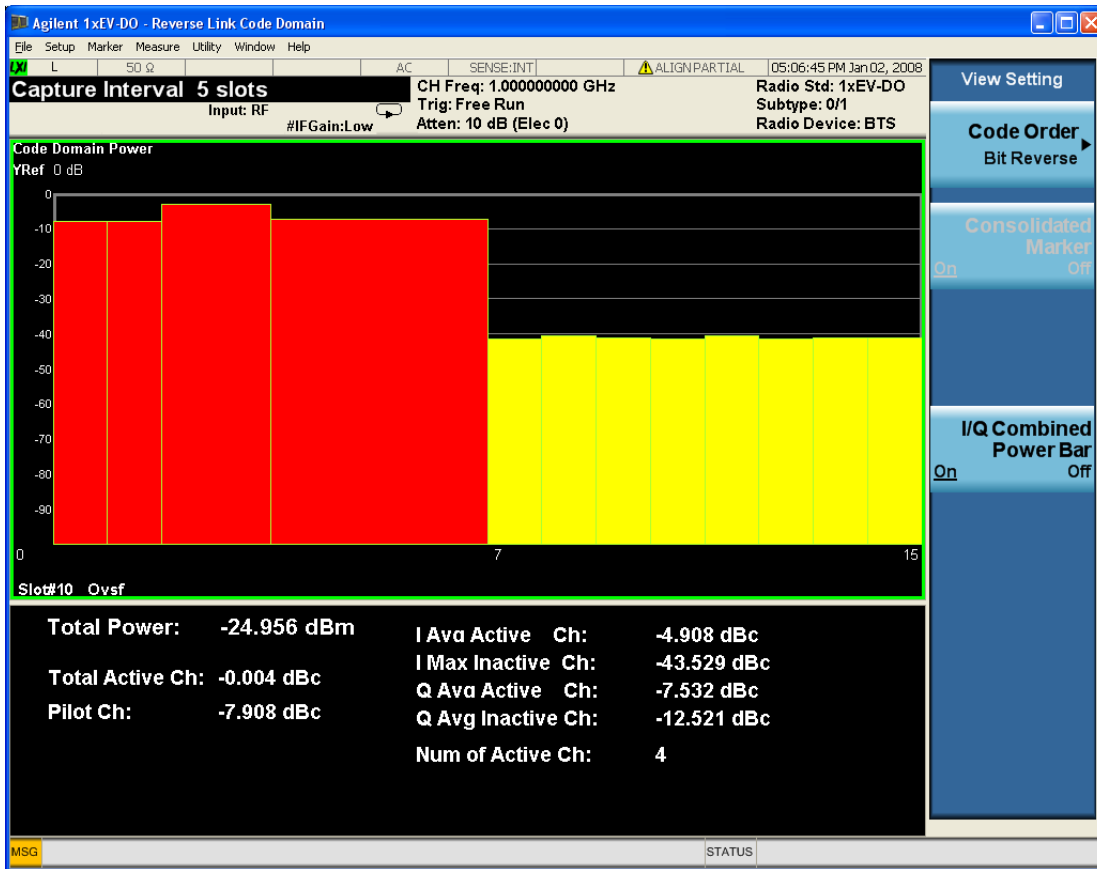 Agilent 1xEV-DO - Reverse Link Code Domain
File Setup Marker Measure Utility Window Help
LXI L 50 Ω AC SENSE:INT ALIGN PARTIAL 05:06:45 PM Jan 02, 2008
Capture Interval 5 slots
Input: RF
#IFGain:Low
CH Freq: 1.000000000 GHz
Trig: Free Run
Atten: 10 dB (Elec 0)
Radio Std: 1xEV-DO
Subtype: 0/1
Radio Device: BTS
Code Domain Power
YRef 0 dB
0
-10
-20
-30
-40
-50
-60
-70
-80
-90
0 7 15
Slot#10 Ovsf
Total Power: -24.956 dBm
Total Active Ch: -0.004 dBc
Pilot Ch: -7.908 dBc
I Avg Active Ch: -4.908 dBc
I Max Inactive Ch: -43.529 dBc
Q Avg Active Ch: -7.532 dBc
Q Avg Inactive Ch: -12.521 dBc
Num of Active Ch: 4
View Setting
Code Order
Bit Reverse
Consolidated
Marker
On Off
I/Q Combined
Power Bar
On Off
MSG STATUS